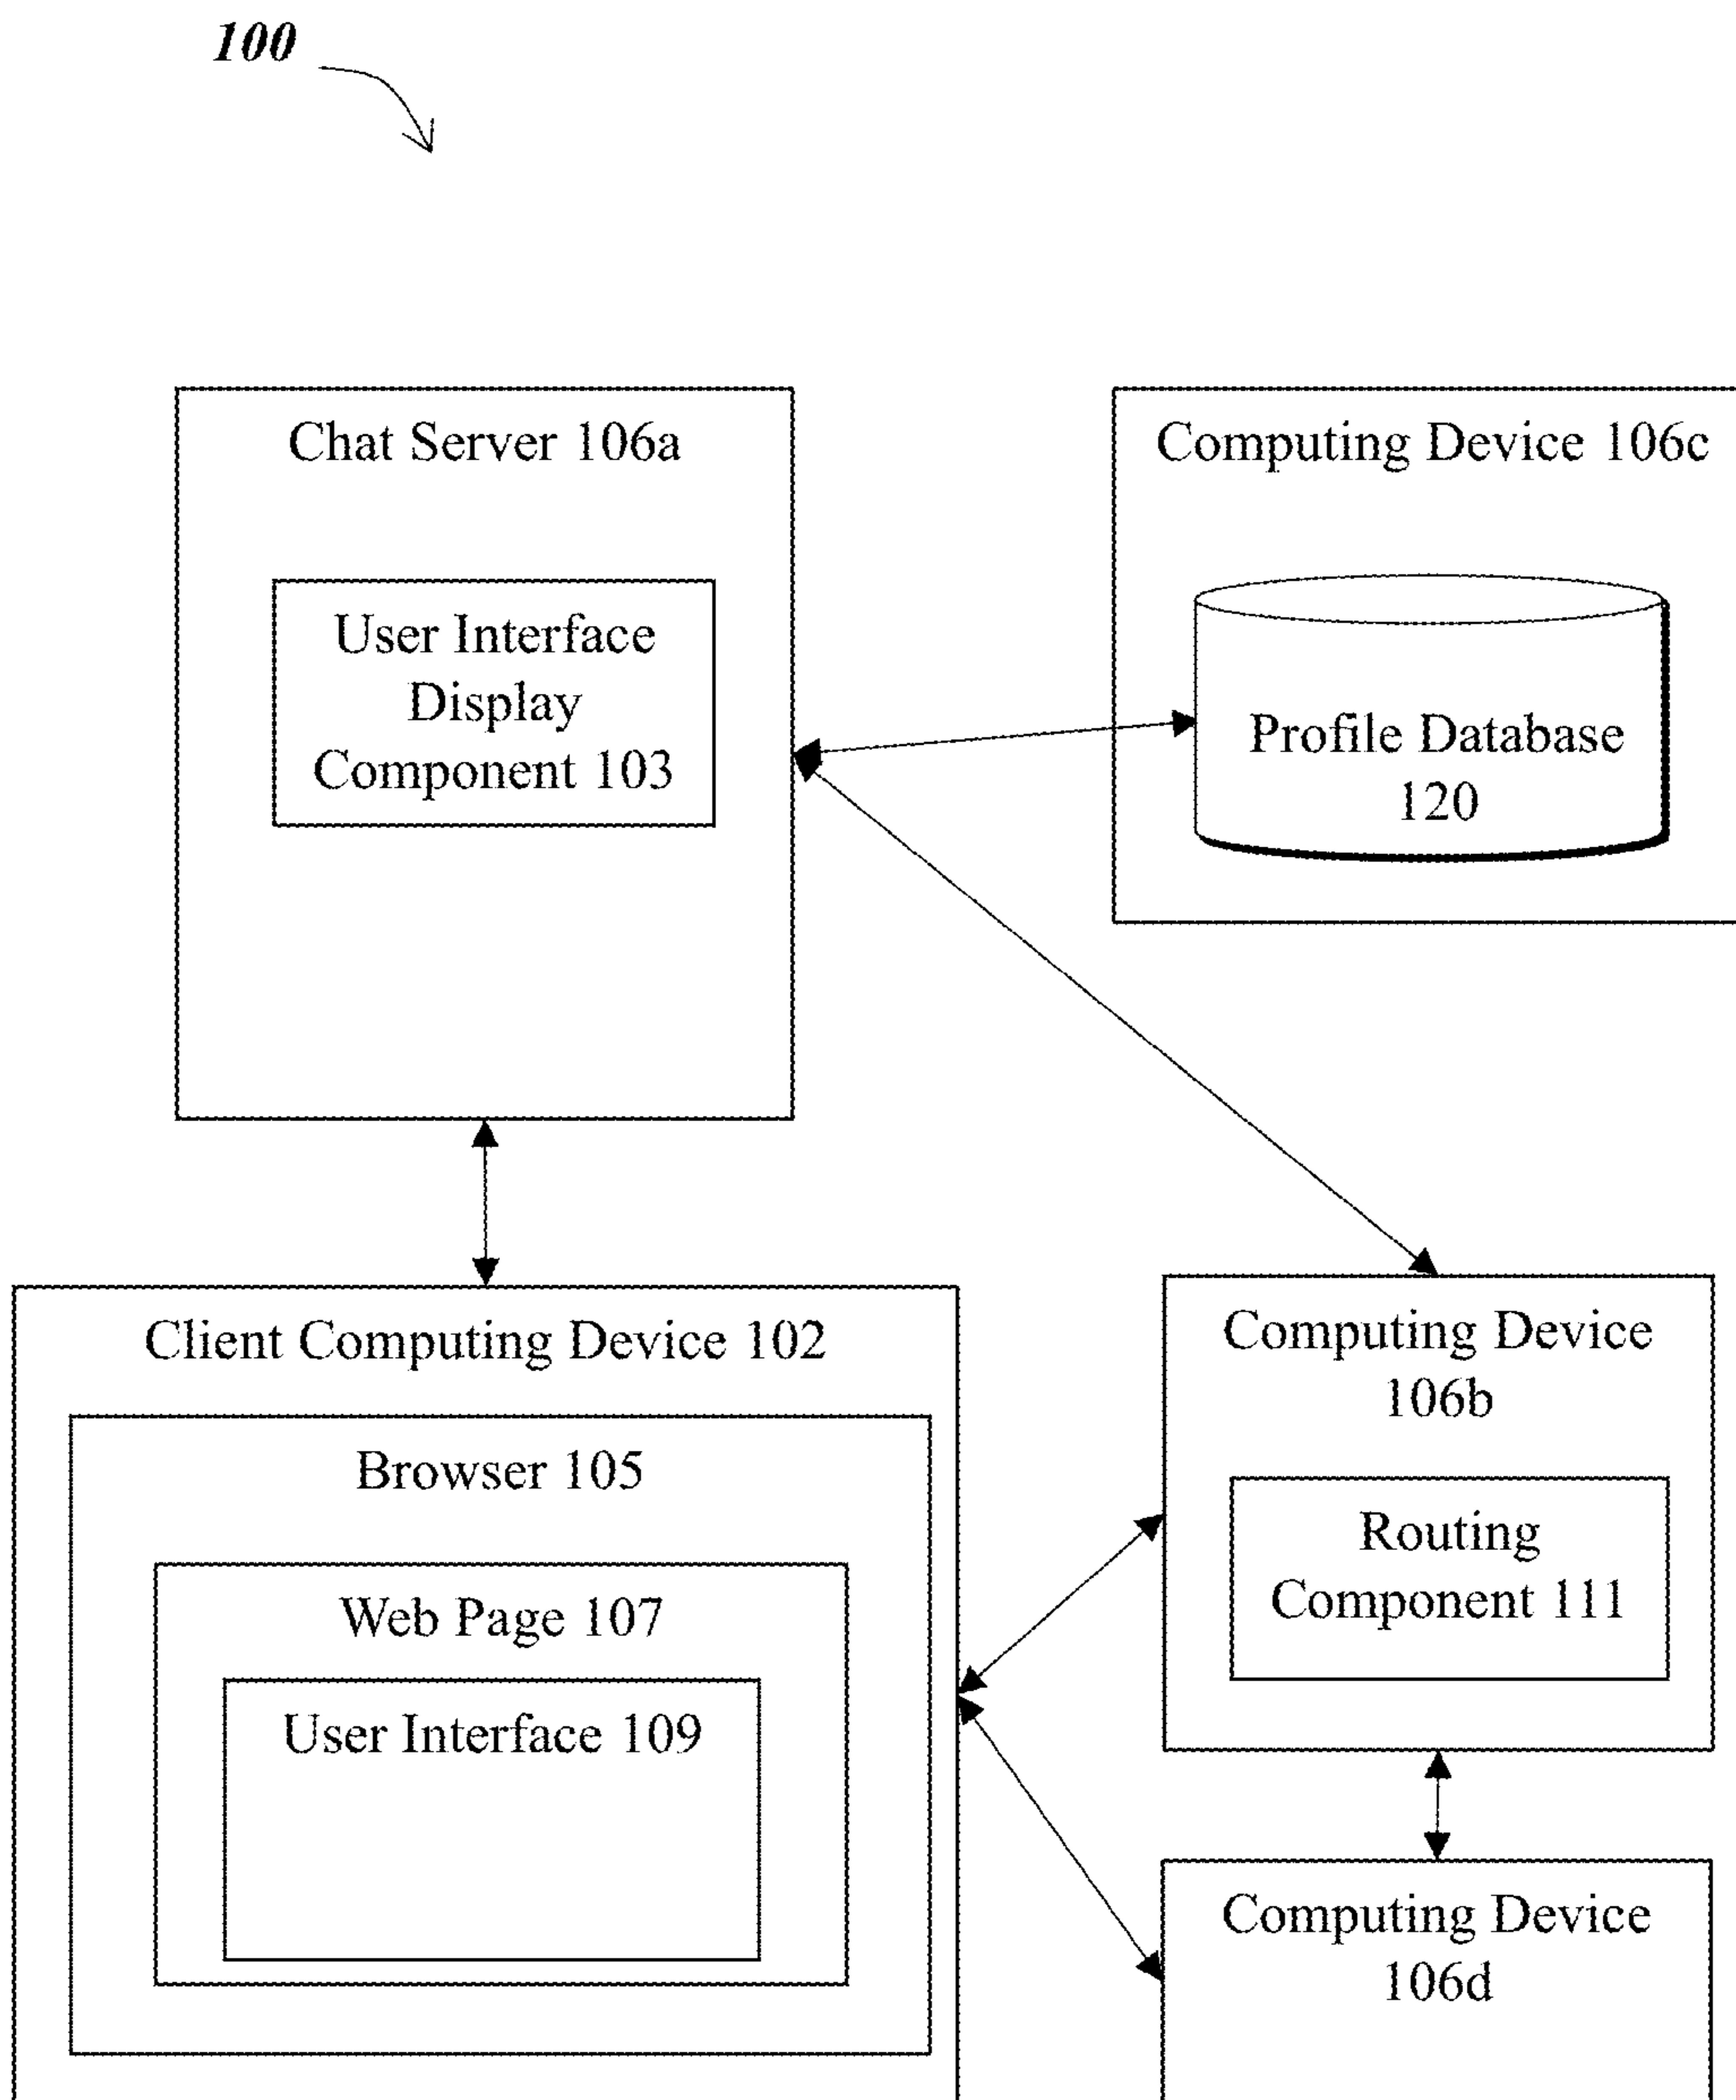 100
Chat Server 106a
User Interface
Display
Component 103
Computing Device 106c
Profile Database
120
Client Computing Device 102
Browser 105
Web Page 107
User Interface 109
Computing Device
106b
Routing
Component 111
Computing Device
106d